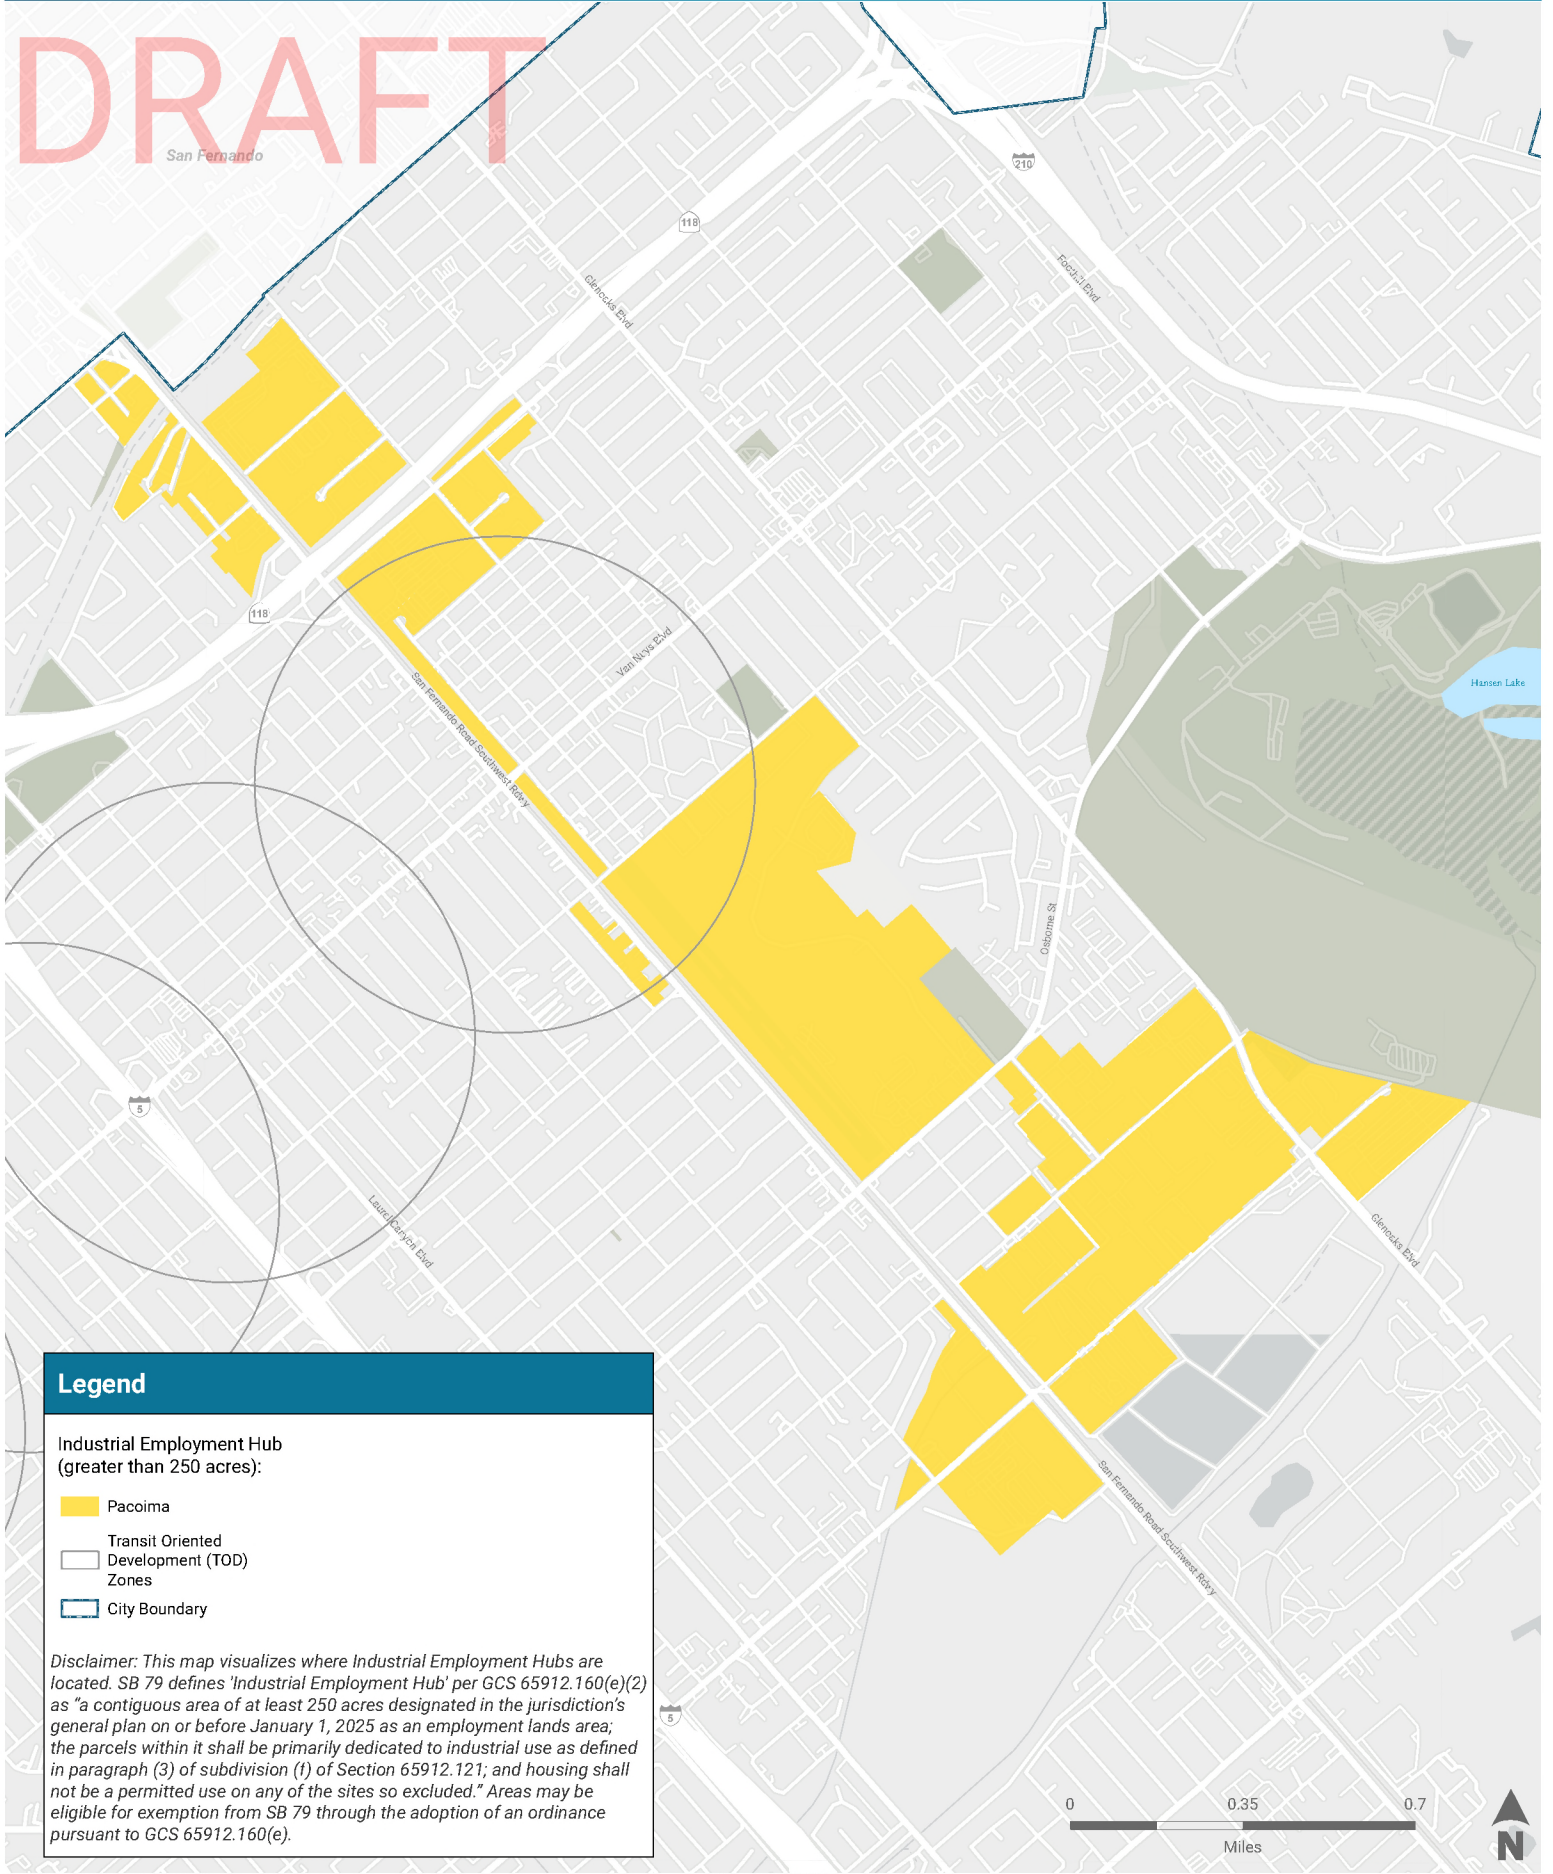 DRAFT
San Fernando
210
118
Glenoaks Blvd
Foothill Blvd
118
Van Nuys Blvd
San Fernando Road Southwest Rdwy
Hansen Lake
Osborne St
5
Laurel Canyon Blvd
Glenoaks Blvd
San Fernando Road Southwest Rdwy
5
Legend
Industrial Employment Hub
(greater than 250 acres):
Pacoima
Transit Oriented
Development (TOD)
Zones
City Boundary
Disclaimer: This map visualizes where Industrial Employment Hubs are
located. SB 79 defines 'Industrial Employment Hub' per GCS 65912.160(e)(2)
as “a contiguous area of at least 250 acres designated in the jurisdiction’s
general plan on or before January 1, 2025 as an employment lands area;
the parcels within it shall be primarily dedicated to industrial use as defined
in paragraph (3) of subdivision (f) of Section 65912.121; and housing shall
not be a permitted use on any of the sites so excluded.” Areas may be
eligible for exemption from SB 79 through the adoption of an ordinance
pursuant to GCS 65912.160(e).
0 0.35 0.7
Miles
N